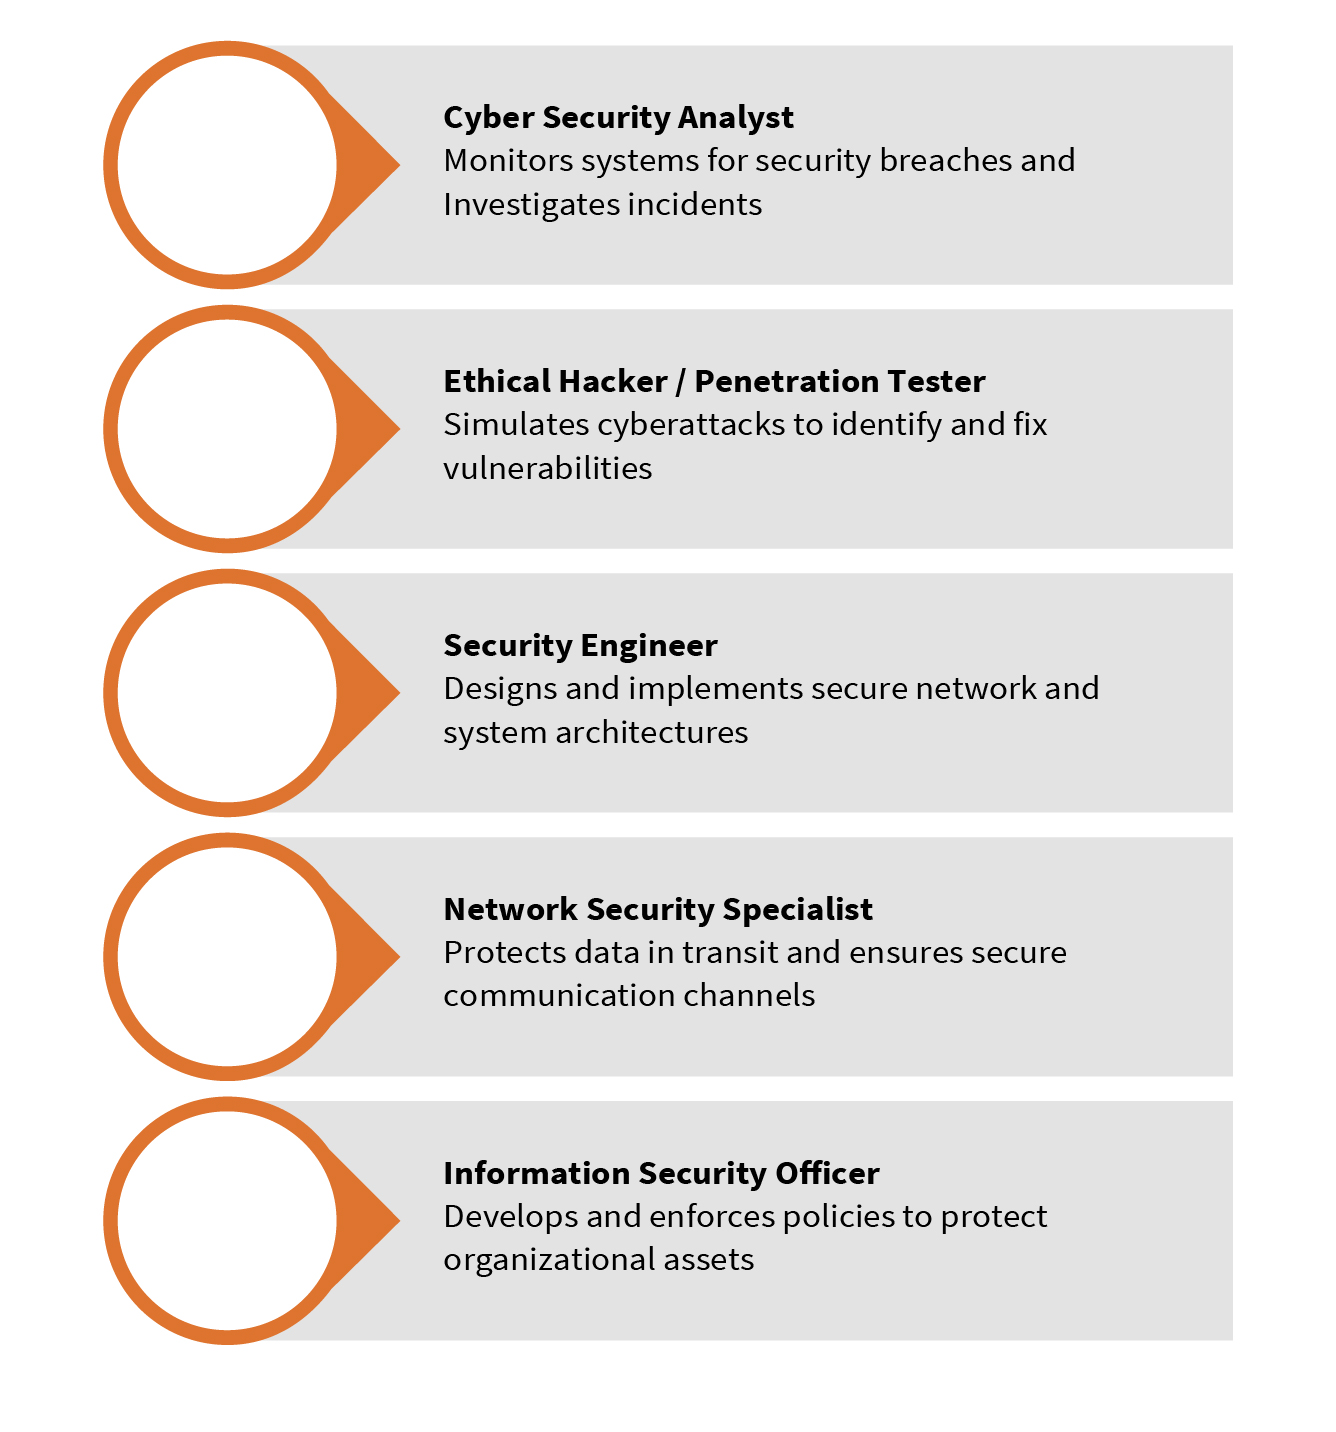 Cyber Security Analyst
Monitors systems for security breaches and
Investigates incidents
Ethical Hacker / Penetration Tester
Simulates cyberattacks to identify and fix
vulnerabilities
Security Engineer
Designs and implements secure network and
system architectures
Network Security Specialist
Protects data in transit and ensures secure
communication channels
Information Security Officer
Develops and enforces policies to protect
organizational assets